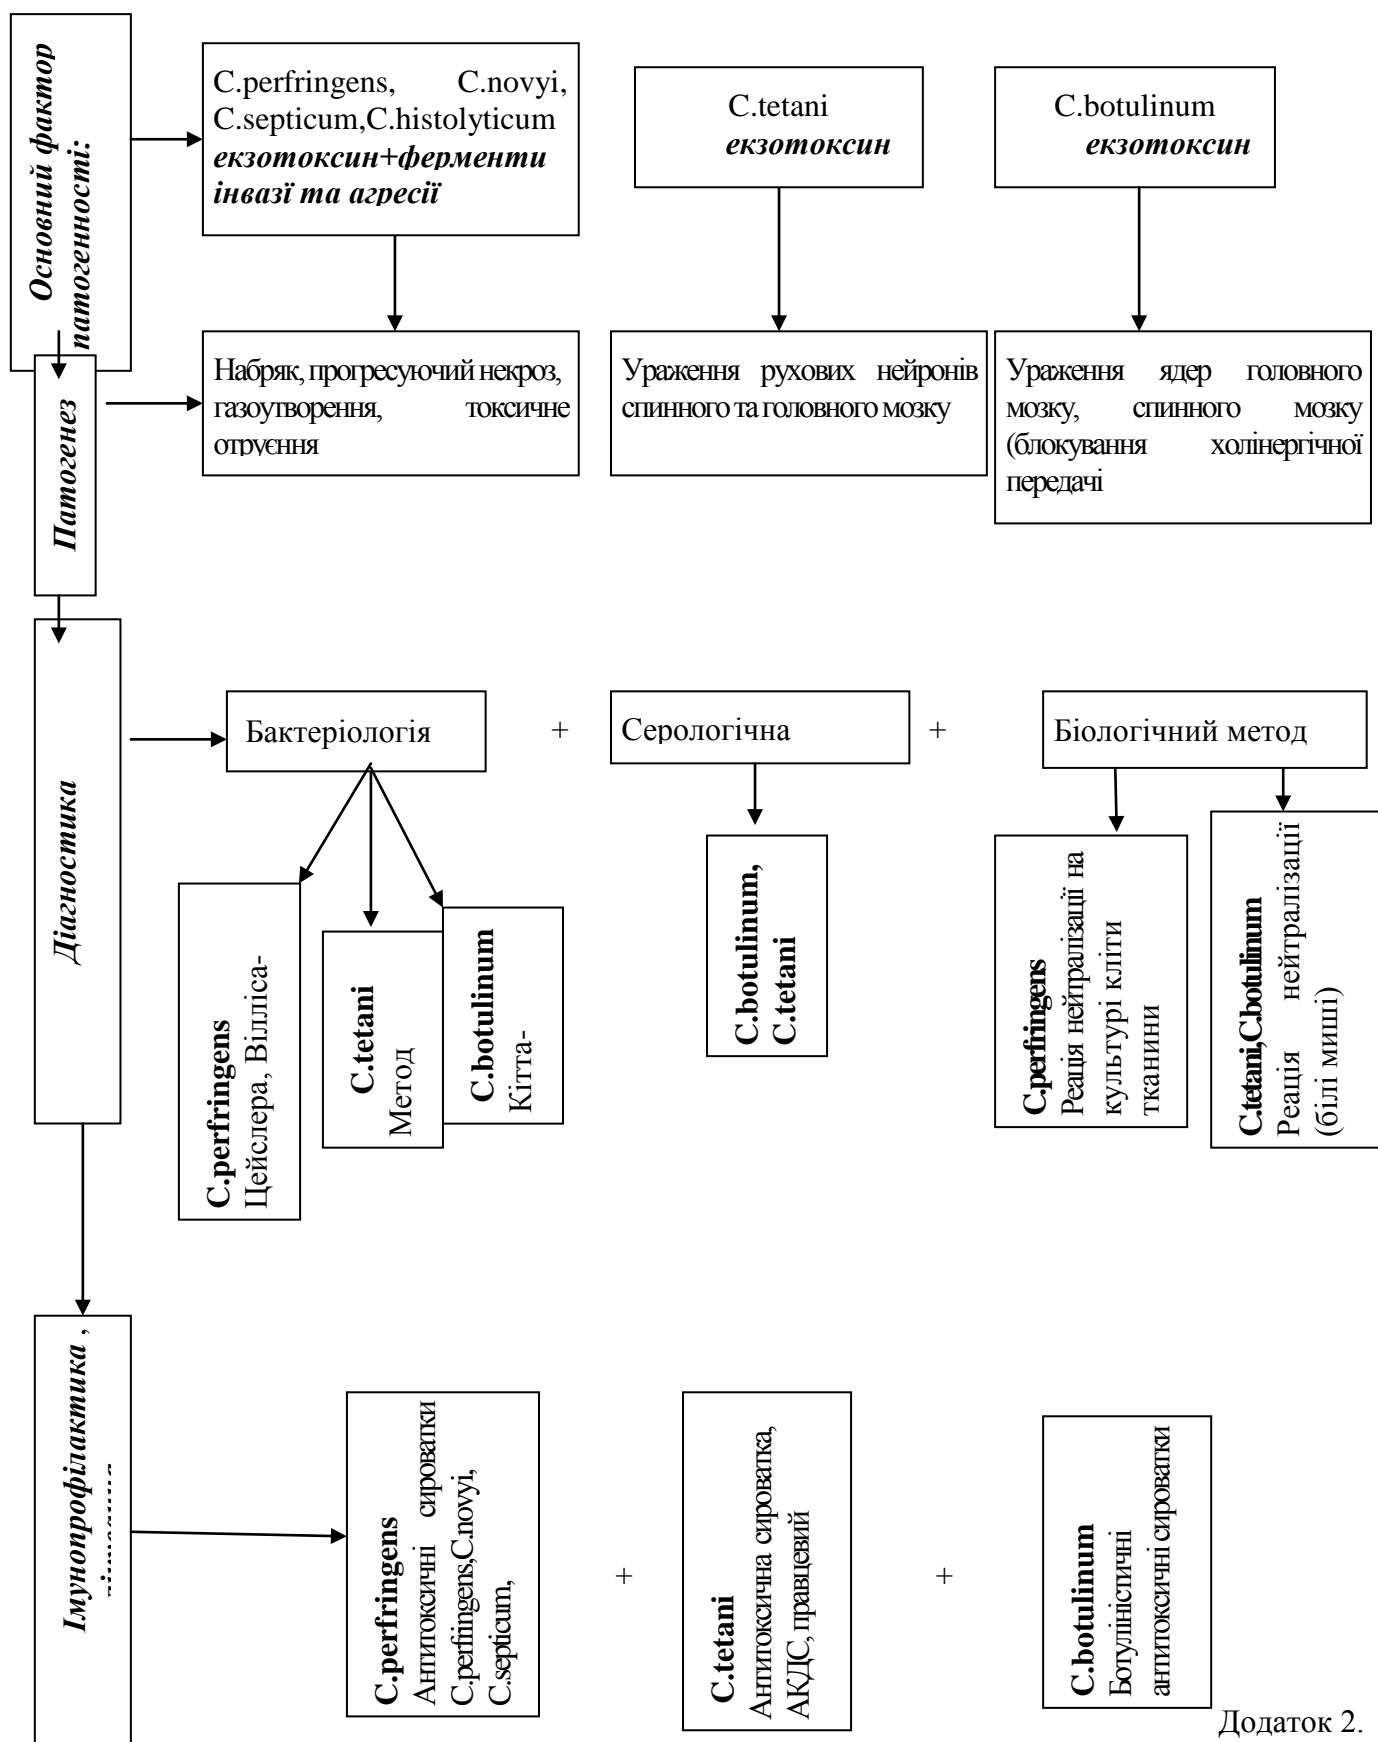 Основний фактор
патогенності:
C.perfringens, C.novyi,
C.septicum,C.histolyticum
екзотоксин+ферменти
інвазї та агресії
C.tetani
екзотоксин
C.botulinum
екзотоксин
Патогенез
Набряк, прогресуючий некроз,
газоутворення, токсичне
отруєння
Ураження рухових нейронів
спинного та головного мозку
Ураження ядер головного
мозку, спинного мозку
(блокування холінергічної
передачі
Діагностика
Бактеріологія
+
Серологічна
+
Біологічний метод
C.perfringens
Цейслера, Вілліса-
C.tetani
Метод
C.botulinum
Кітта-
C.botulinum,
C.tetani
C.perfringens
Реація нейтралізації на
культурі кліти
тканини
C.tetani,C.botulinum
Реація нейтралізації
(білі миші)
Імунопрофілактика ,
C.perfringens
Антитоксичні сироватки
C.perfringens,C.novyi,
C.septicum,
+
C.tetani
Антитоксична сироватка,
АКДС, правцевий
+
C.botulinum
Ботуліністичні
антитоксичні сироватки
Додаток 2.